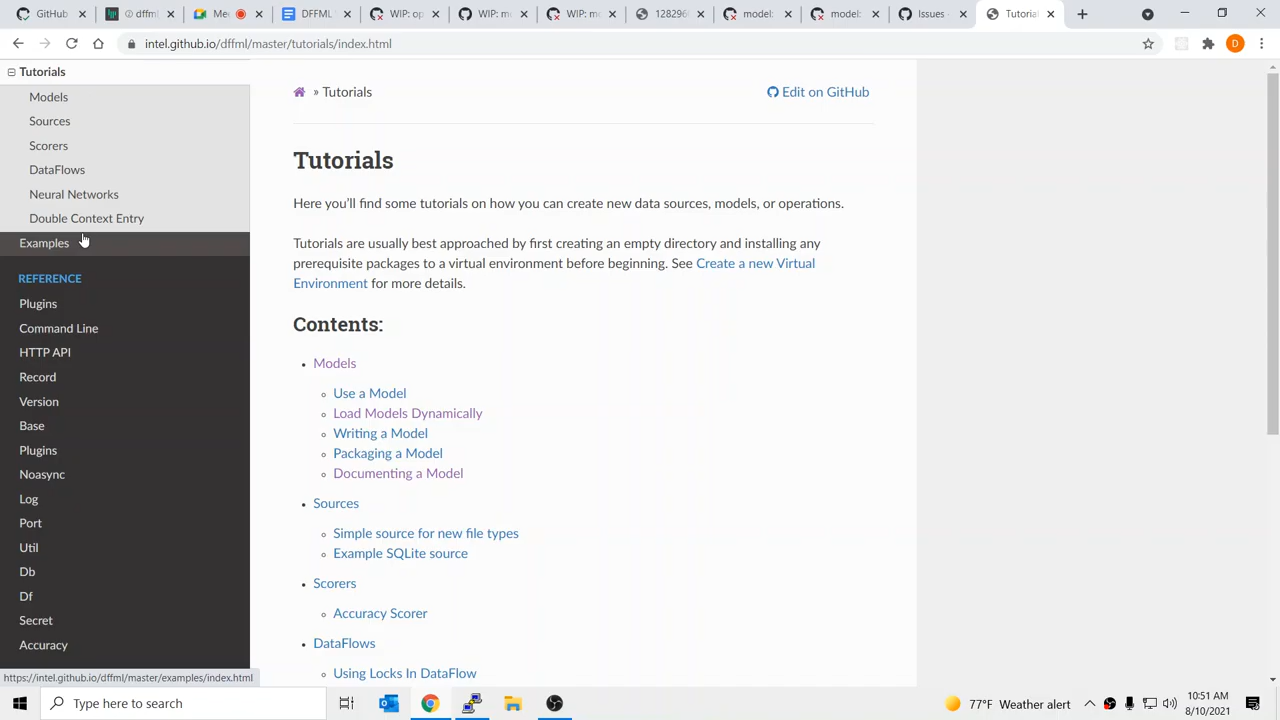 GitHub
@ dffml
Mee
DFFML
WIP: op
WIP: mo
WIP: mo
128296
model:
model:
Issues
Tutorial
intel.github.io/dffml/master/tutorials/index.html
D
Tutorials
Models
Sources
Scorers
DataFlows
Neural Networks
Double Context Entry
Examples
REFERENCE
Plugins
Command Line
HTTP API
Record
Version
Base
Plugins
Noasync
Log
Port
Util
Db
Df
Secret
Accuracy
https://intel.github.io/dffml/master/examples/index.html
» Tutorials
Edit on GitHub
Tutorials
Here you’ll find some tutorials on how you can create new data sources, models, or operations.
Tutorials are usually best approached by first creating an empty directory and installing any
prerequisite packages to a virtual environment before beginning. See Create a new Virtual
Environment for more details.
Contents:
• Models
Use a Model
Load Models Dynamically
Writing a Model
Packaging a Model
Documenting a Model
• Sources
Simple source for new file types
Example SQLite source
• Scorers
Accuracy Scorer
• DataFlows
Using Locks In DataFlow
Type here to search
77°F Weather alert
10:51 AM
8/10/2021